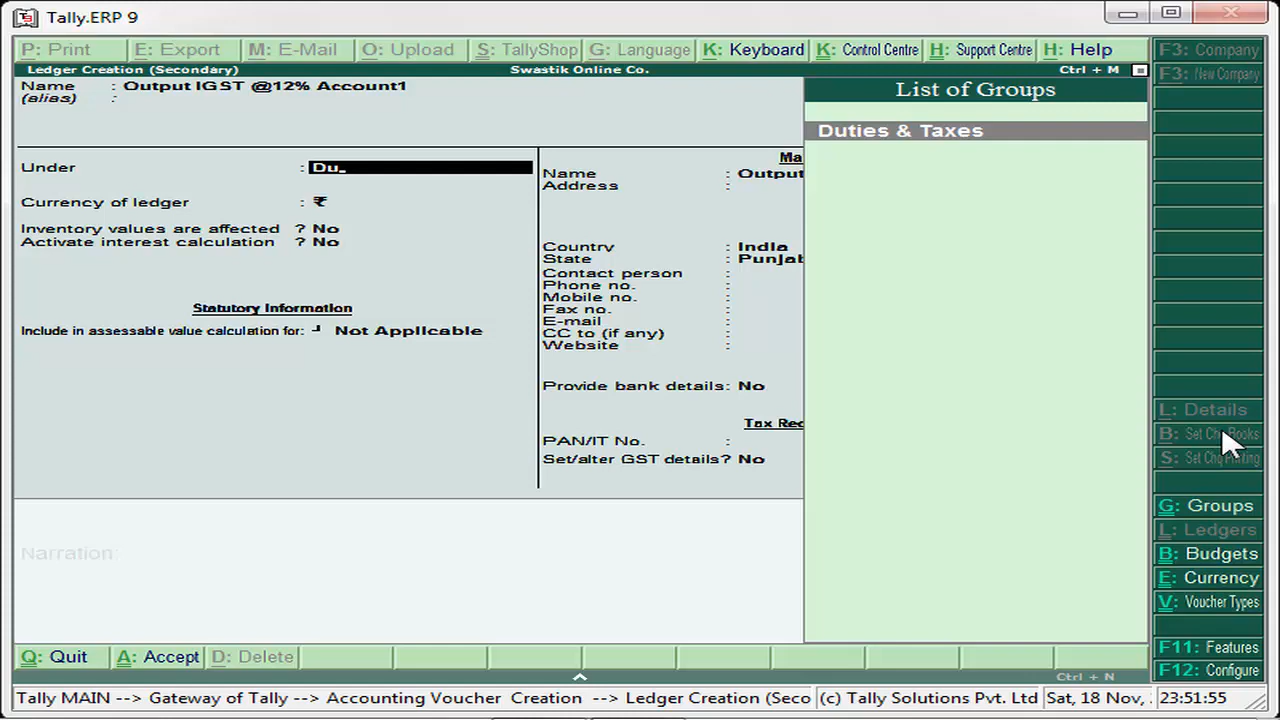 Tally.ERP 9
P: Print E: Export M: E-Mail O: Upload S: TallyShop G: Language K: Keyboard K: Control Centre H: Support Centre H: Help
F3: Company
Ledger Creation (Secondary) Swastik Online Co. Ctrl + M
F3: New Company
Name : Output IGST @12% Account1
(alias) :
List of Groups
Duties & Taxes
Under : Du
Currency of ledger : ₹
Inventory values are affected ? No
Activate interest calculation ? No
Statutory Information
Include in assessable value calculation for: Not Applicable
Ma
Name : Output
Address :
Country : India
State : Punjab
Contact person :
Phone no. :
Mobile no. :
Fax no. :
E-mail :
CC to (if any) :
Website :
Provide bank details: No
Tax Rec
PAN/IT No. :
Set/alter GST details? No
Narration:
L: Details
B: Set Chq Books
S: Set Chq Printing
G: Groups
L: Ledgers
B: Budgets
E: Currency
V: Voucher Types
F11: Features
F12: Configure
Q: Quit A: Accept D: Delete
Ctrl + N
Tally MAIN --> Gateway of Tally --> Accounting Voucher Creation --> Ledger Creation (Seco (c) Tally Solutions Pvt. Ltd Sat, 18 Nov, 23:51:55